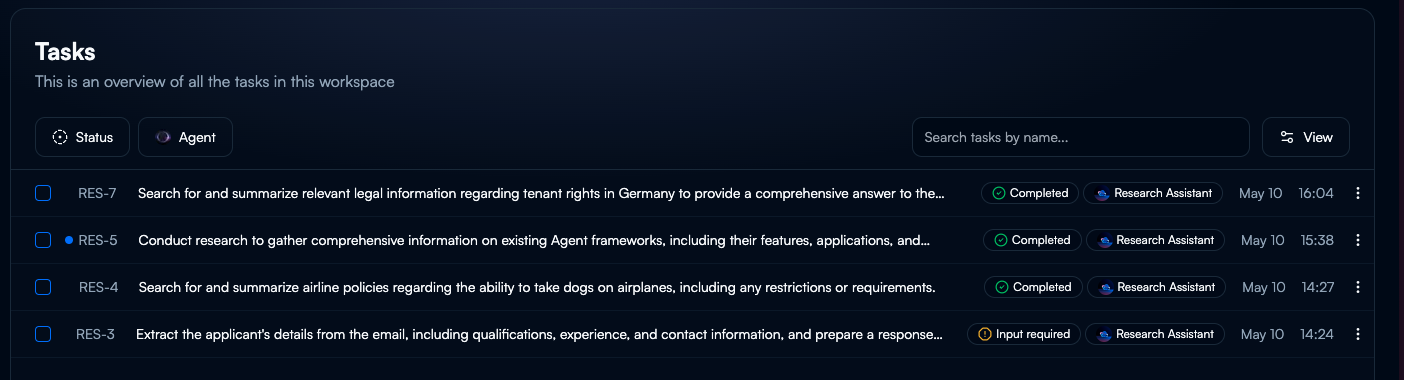 Tasks
This is an overview of all the tasks in this workspace
Status Agent Search tasks by name... View
RES-7 Search for and summarize relevant legal information regarding tenant rights in Germany to provide a comprehensive answer to the... Completed Research Assistant May 10 16:04
RES-5 Conduct research to gather comprehensive information on existing Agent frameworks, including their features, applications, and... Completed Research Assistant May 10 15:38
RES-4 Search for and summarize airline policies regarding the ability to take dogs on airplanes, including any restrictions or requirements. Completed Research Assistant May 10 14:27
RES-3 Extract the applicant's details from the email, including qualifications, experience, and contact information, and prepare a response... Input required Research Assistant May 10 14:24